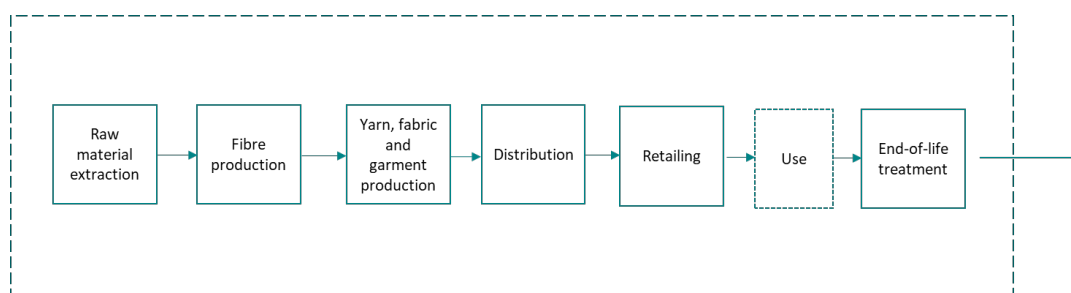 Raw
material
extraction
Fibre
production
Yarn, fabric
and
garment
production
Distribution
Retailing
Use
End-of-life
treatment